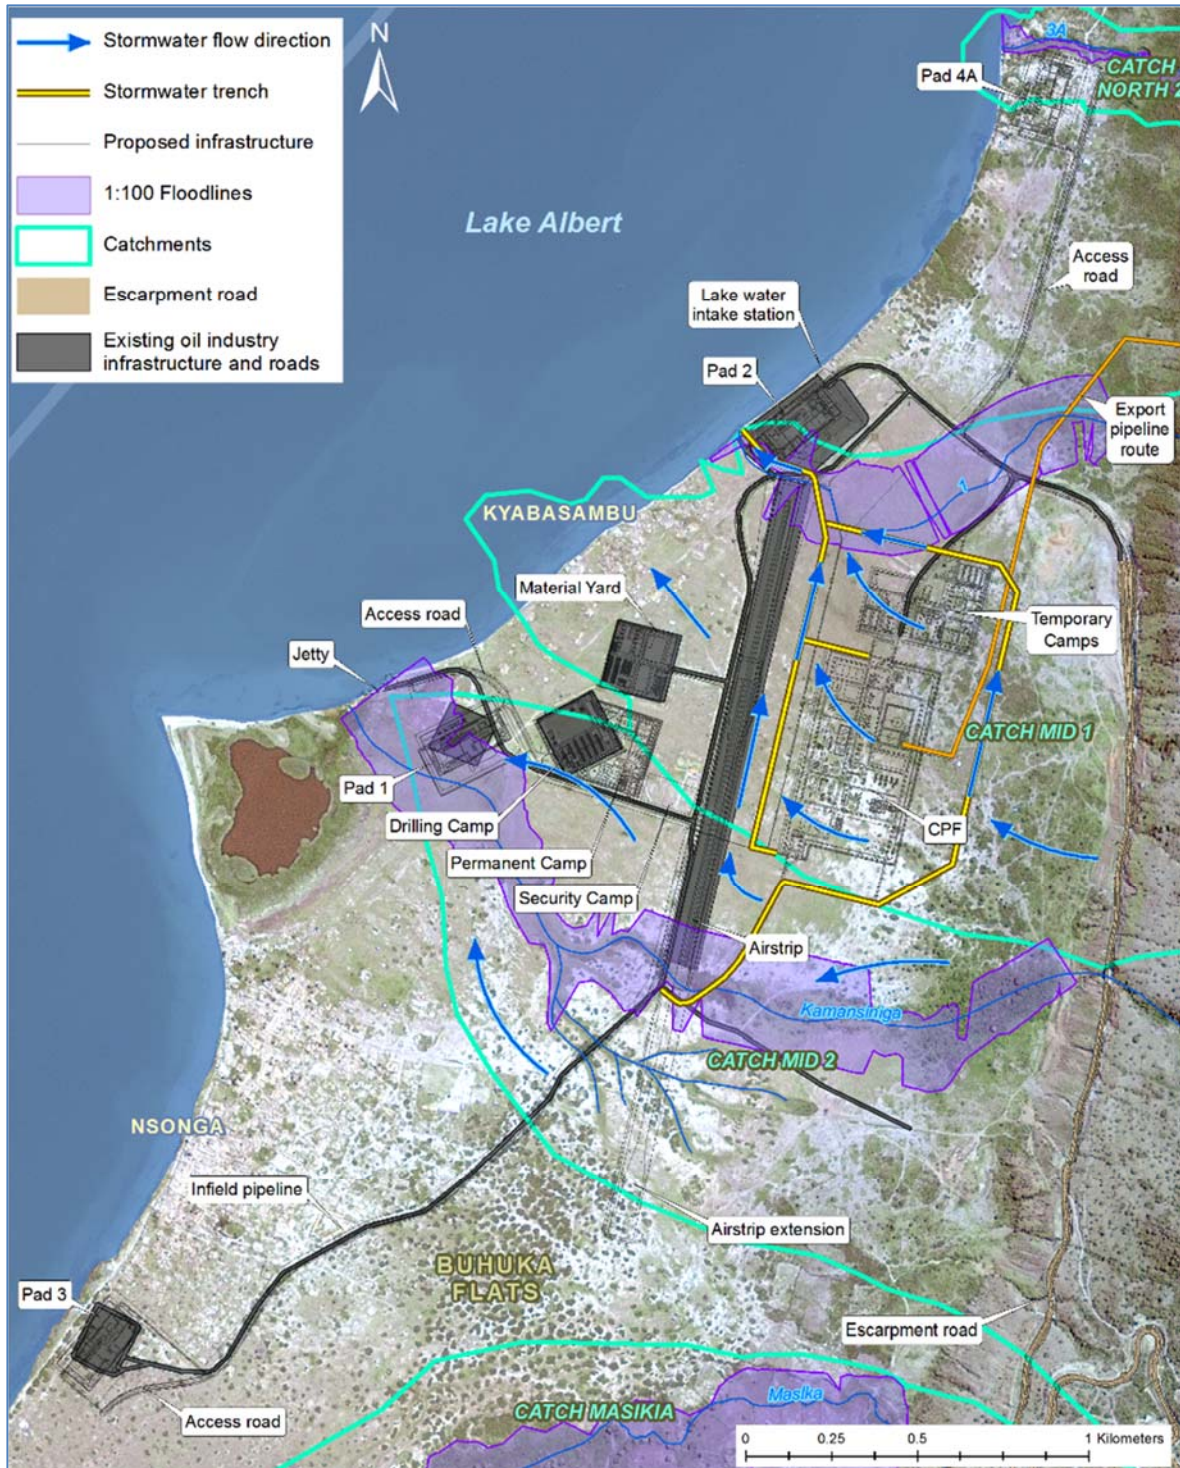 Stormwater flow direction
Stormwater trench
Proposed infrastructure
1:100 Floodlines
Catchments
Escarpment road
Existing oil industry
infrastructure and roads
N
3A
CATCH
NORTH 2
Pad 4A
Lake Albert
Access
road
Lake water
intake station
Pad 2
Export
pipeline
route
1
KYABASAMBU
Material Yard
Access road
Temporary
Camps
Jetty
CATCH MID 1
Pad 1
Drilling Camp
CPF
Permanent Camp
Security Camp
Airstrip
Kamansiniga
CATCH MID 2
NSONGA
Infield pipeline
Airstrip extension
BUHUKA
FLATS
Pad 3
Escarpment road
Masika
CATCH MASIKIA
Access road
0
0.25
0.5
1 Kilometers